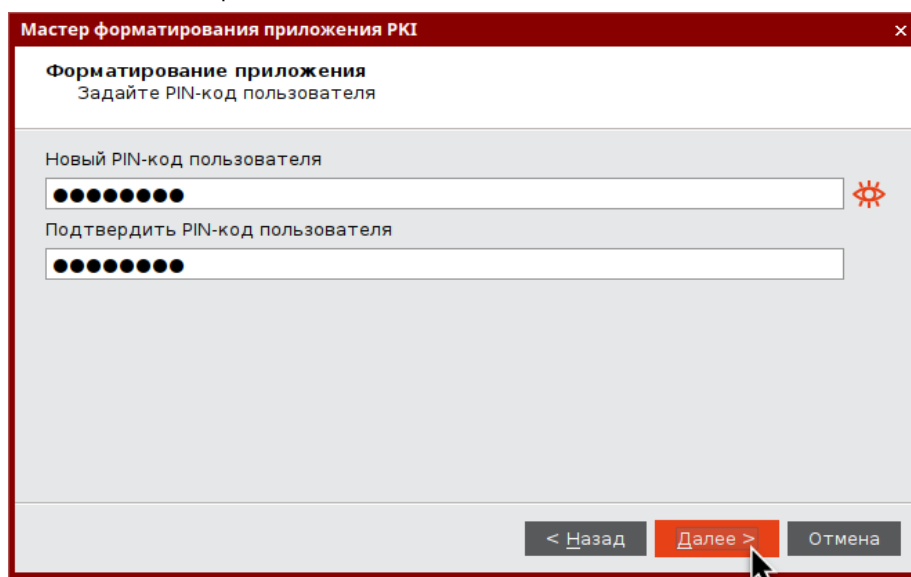 Мастер форматирования приложения PKI
Форматирование приложения
Задайте PIN-код пользователя
Новый PIN-код пользователя
●●●●●●●●
Подтвердить PIN-код пользователя
●●●●●●●●
< Назад Далее > Отмена